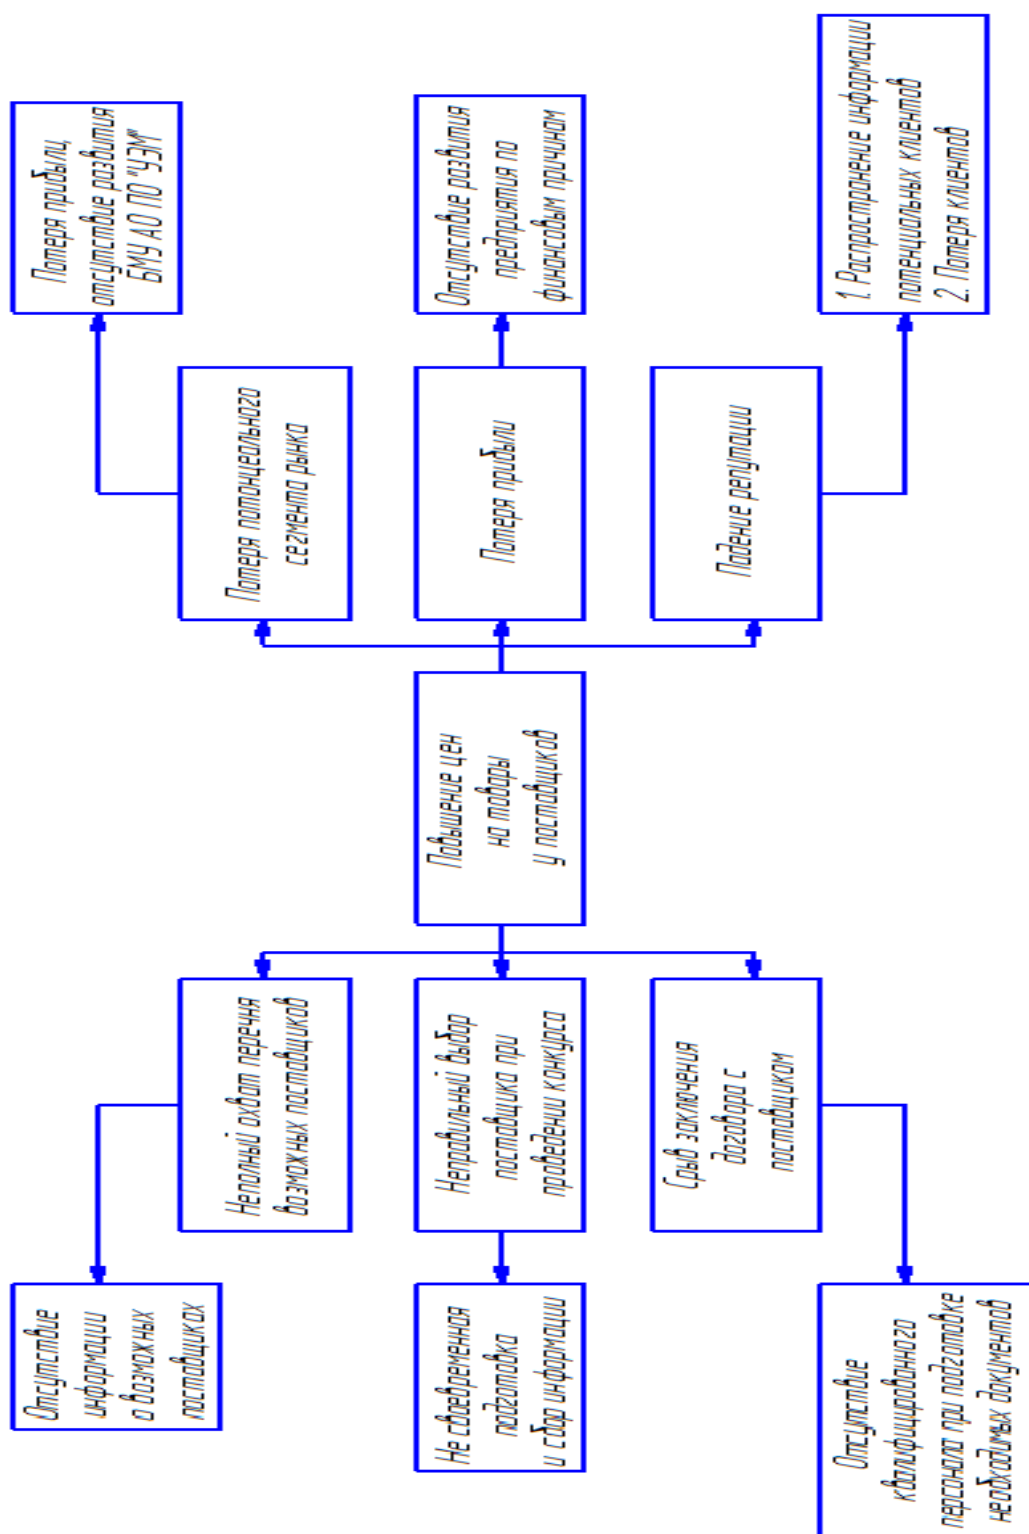 Отсутствие
информации
о возможных
поставщиках
Неполный охват перечня
возможных поставщиков
Потеря потонцеального
сегмента рынка
Потеря прибыли,
отсутствие развития
БМУ АО ПО "УЭМ"
Не своевременная
подготовка
и сбор информации
Неправильный выбор
поставщика при
проведении конкурса
Повышение цен
на товары
у поставщиков
Потеря прибыли
Отсутствие развития
предприятия по
финансовым причинам
Отсутствие
квалифицированного
персонала при подготовке
необходимых документов
Срыв заключения
договора с
поставщиком
Падение репутации
1. Распространение информации
потенциальных клиентов
2. Потеря клиентов